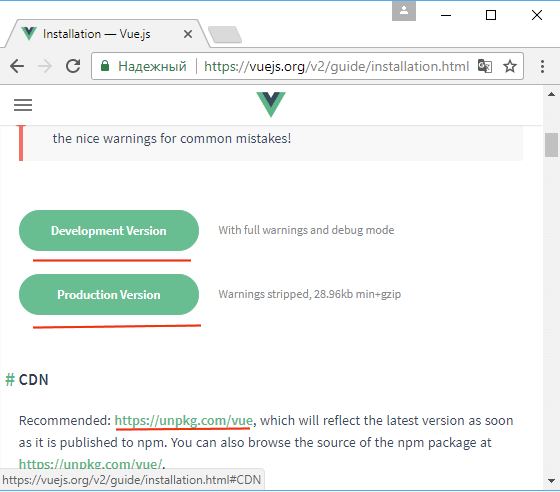 Installation — Vue.js
Надежный
https://vuejs.org/v2/guide/installation.html
the nice warnings for common mistakes!
Development Version
With full warnings and debug mode
Production Version
Warnings stripped, 28.96kb min+gzip
# CDN
Recommended: https://unpkg.com/vue, which will reflect the latest version as soon
as it is published to npm. You can also browse the source of the npm package at
https://unpkg.com/vue/.
https://vuejs.org/v2/guide/installation.html#CDN